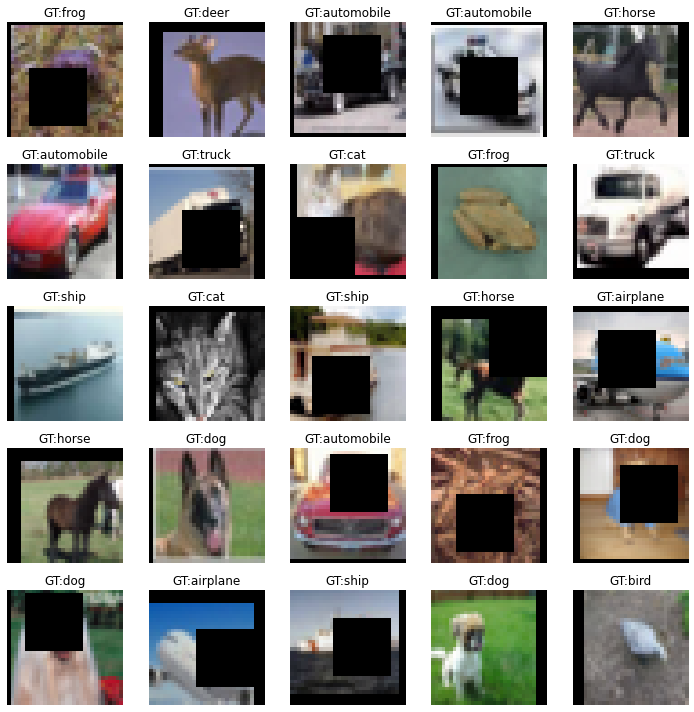 GT:frog GT:deer GT:automobile GT:automobile GT:horse
GT:automobile GT:truck GT:cat GT:frog GT:truck
GT:ship GT:cat GT:ship GT:horse GT:airplane
GT:horse GT:dog GT:automobile GT:frog GT:dog
GT:dog GT:airplane GT:ship GT:dog GT:bird